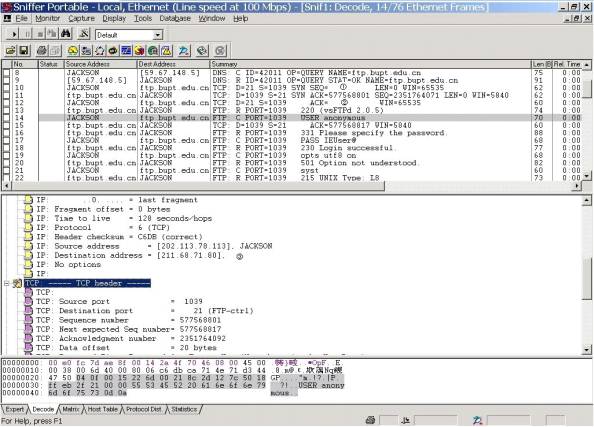 Sniffer Portable - Local, Ethernet (Line speed at 100 Mbps) - [Snif1: Decode, 14/76 Ethernet Frames]
File Monitor Capture Display Tools Database Window Help
Default
No. Status Source Address Dest Address Summary Len (B) Rel. Time
8 JACKSON [59.67.148.5] DNS: C ID=42011 OP=QUERY NAME=ftp.bupt.edu.cn 75 0:00
9 [59.67.148.5] JACKSON DNS: R ID=42011 OP=QUERY STAT=OK NAME=ftp.bupt.edu.cn 91 0:00
10 JACKSON ftp.bupt.edu.cn TCP: D=21 S=1039 SYN SEQ= ① LEN=0 WIN=65535 62 0:00
11 ftp.bupt.edu.cn JACKSON TCP: D=1039 S=21 SYN ACK=577568801 SEQ=2351764071 LEN=0 WIN=5840 62 0:00
12 JACKSON ftp.bupt.edu.cn TCP: D=21 S=1039 ACK= ② WIN=65535 60 0:00
13 ftp.bupt.edu.cn JACKSON FTP: R PORT=1039 220 (vsFTPd 2.0.5) 74 0:00
14 JACKSON ftp.bupt.edu.cn FTP: C PORT=1039 USER anonymous 70 0:00
15 ftp.bupt.edu.cn JACKSON TCP: D=1039 S=21 ACK=577568817 WIN=5840 60 0:00
16 ftp.bupt.edu.cn JACKSON FTP: R PORT=1039 331 Please specify the password. 88 0:00
17 JACKSON ftp.bupt.edu.cn FTP: C PORT=1039 PASS IEUser@ 68 0:00
18 ftp.bupt.edu.cn JACKSON FTP: R PORT=1039 230 Login successful. 77 0:00
19 JACKSON ftp.bupt.edu.cn FTP: C PORT=1039 opts utf8 on 68 0:00
20 ftp.bupt.edu.cn JACKSON FTP: R PORT=1039 501 Option not understood. 82 0:00
21 JACKSON ftp.bupt.edu.cn FTP: C PORT=1039 syst 60 0:00
22 ftp.bupt.edu.cn JACKSON FTP: R PORT=1039 215 UNIX Type: L8 73 0:00
IP: ..0. .... = last fragment
IP: Fragment offset = 0 bytes
IP: Time to live = 128 seconds/hops
IP: Protocol = 6 (TCP)
IP: Header checksum = C6DB (correct)
IP: Source address = [202.113.78.113], JACKSON
IP: Destination address = [211.68.71.80], ③
IP: No options
IP:
TCP: ----- TCP header -----
TCP:
TCP: Source port = 1039
TCP: Destination port = 21 (FTP-ctrl)
TCP: Sequence number = 577568801
TCP: Next expected Seq number= 577568817
TCP: Acknowledgment number = 2351764092
TCP: Data offset = 20 bytes
00000000: 00 e0 fc 7d ae 8f 00 14 2a 4f 70 46 08 00 45 00
00000010: 00 38 00 6d 40 00 80 06 c6 db ca 71 4e 71 d3 44
00000020: 47 50 04 0f 00 15 22 6d 00 21 8c 2d 12 7c 50 18
00000030: ff eb 2f 21 00 00 55 53 45 52 20 61 6e 6f 6e 79 USER anony
00000040: 6d 6f 75 73 0d 0a mous..
Expert Decode Matrix Host Table Protocol Dist. Statistics
For Help, press F1